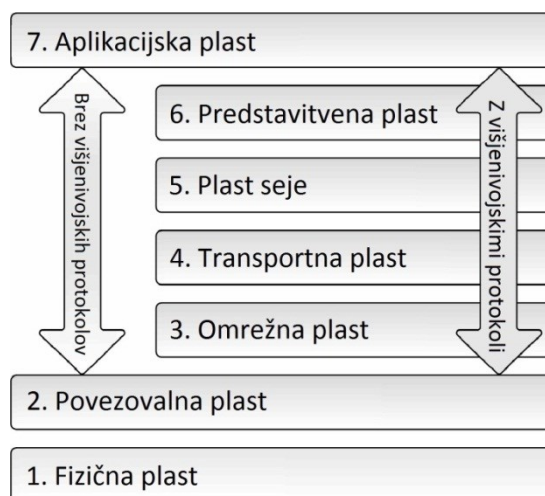 7. Aplikacijska plast
Brez višjenivojskih protokolov
Z višjenivojskimi protokoli
6. Predstavitvena plast
5. Plast seje
4. Transportna plast
3. Omrežna plast
2. Povezovalna plast
1. Fizična plast